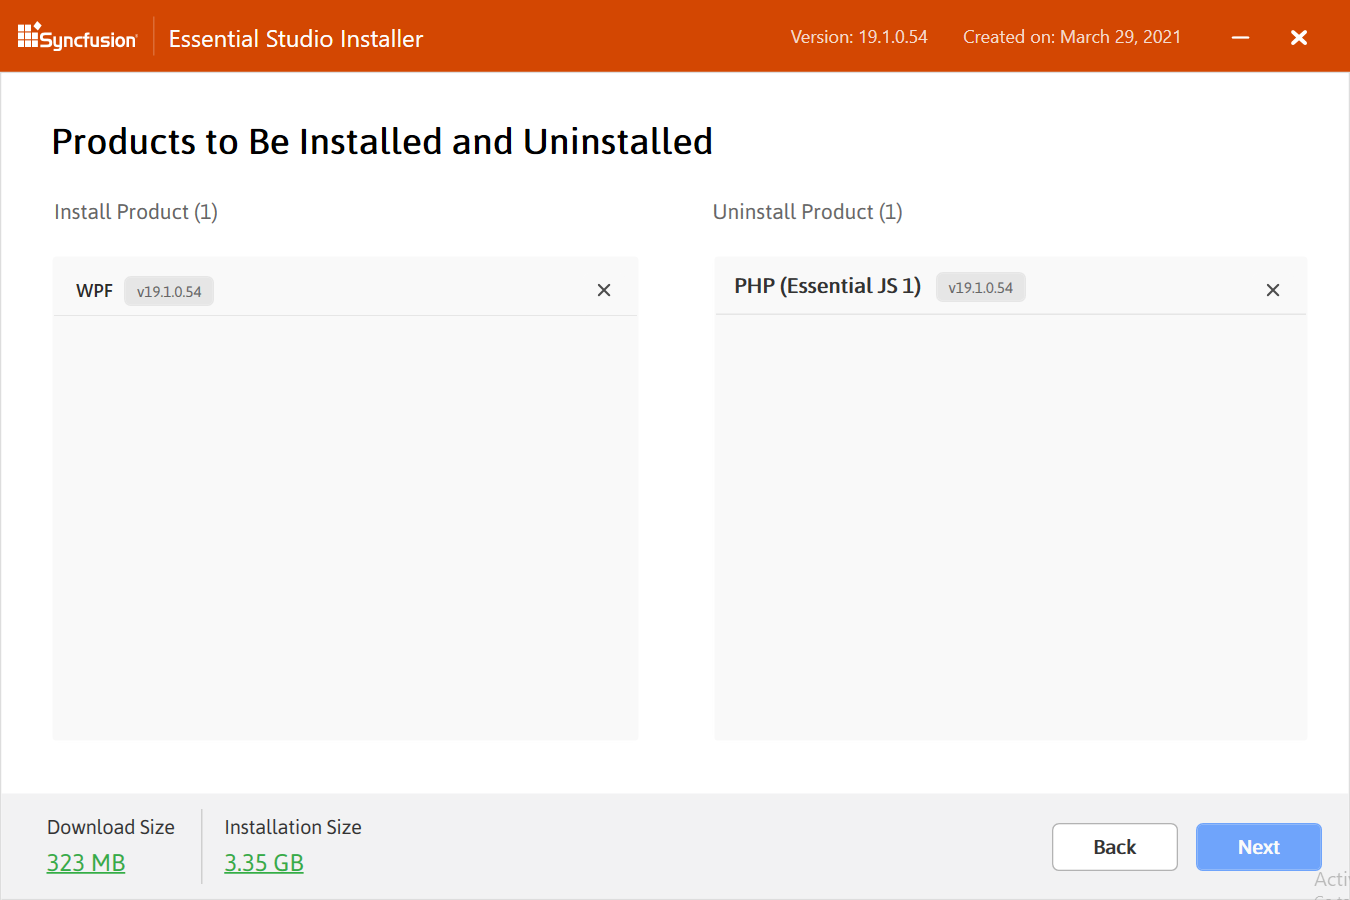 Syncfusion
Essential Studio Installer
Version: 19.1.0.54
Created on: March 29, 2021
Products to Be Installed and Uninstalled
Install Product (1)
Uninstall Product (1)
WPF v19.1.0.54
PHP (Essential JS 1) v19.1.0.54
Download Size
323 MB
Installation Size
3.35 GB
Back
Next
Acti